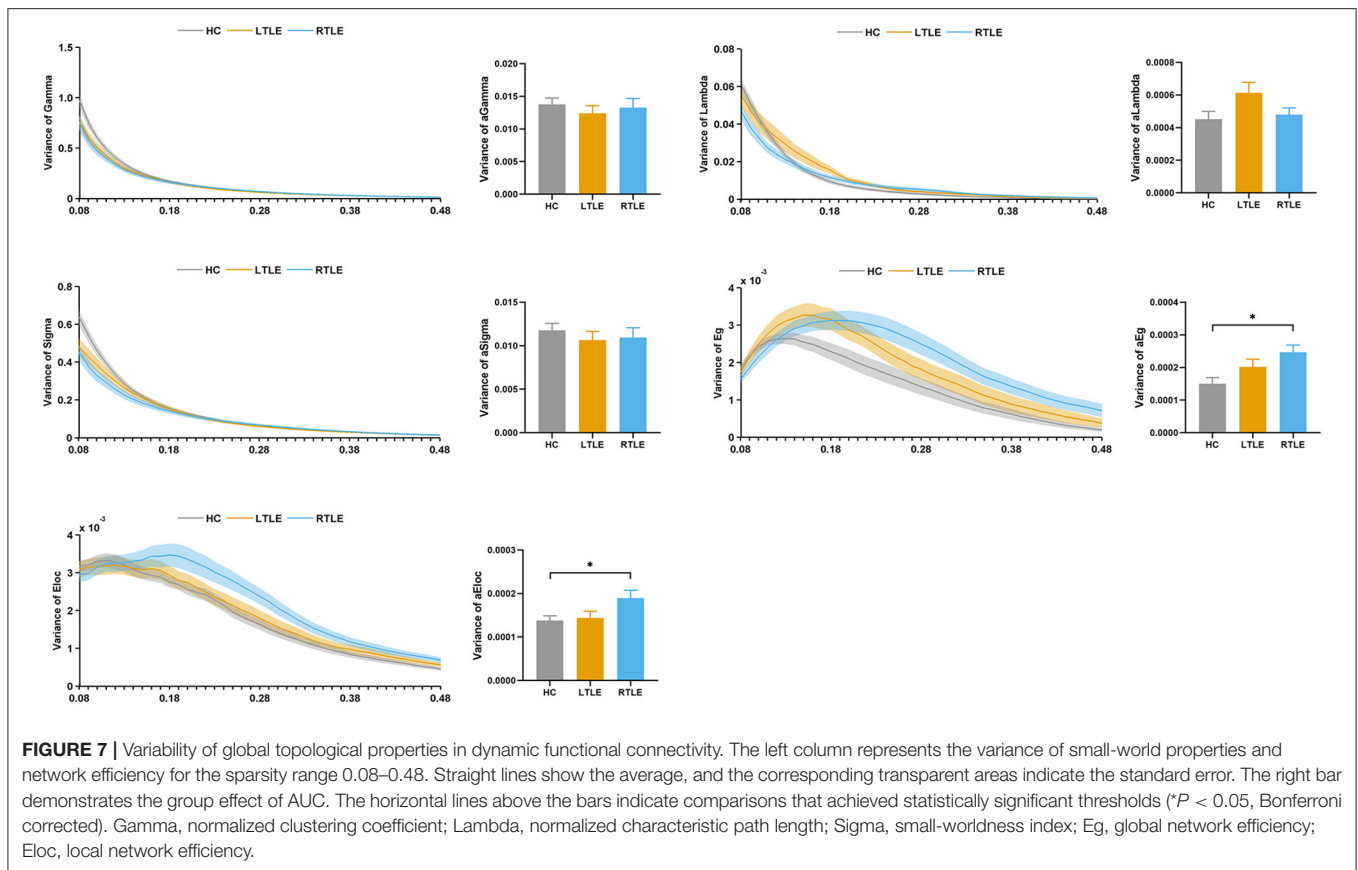 HC LTLE RTLE
Variance of Gamma
1.5
1.0
0.5
0
0.08 0.18 0.28 0.38 0.48
Variance of aGamma
0.020
0.015
0.010
0.005
0.000
HC LTLE RTLE
HC LTLE RTLE
Variance of Lambda
0.08
0.06
0.04
0.02
0
0.08 0.18 0.28 0.38 0.48
Variance of aLambda
0.0008
0.0006
0.0004
0.0002
0.0000
HC LTLE RTLE
HC LTLE RTLE
Variance of Sigma
0.8
0.6
0.4
0.2
0
0.08 0.18 0.28 0.38 0.48
Variance of aSigma
0.015
0.010
0.005
0.000
HC LTLE RTLE
HC LTLE RTLE
x 10⁻³
Variance of Eg
4
3
2
1
0
0.08 0.18 0.28 0.38 0.48
Variance of aEg
0.0004
0.0003
0.0002
0.0001
0.0000
*
HC LTLE RTLE
HC LTLE RTLE
x 10⁻³
Variance of Eloc
4
3
2
1
0
0.08 0.18 0.28 0.38 0.48
Variance of aEloc
0.0003
0.0002
0.0001
0.0000
*
HC LTLE RTLE
FIGURE 7 | Variability of global topological properties in dynamic functional connectivity. The left column represents the variance of small-world properties and
network efficiency for the sparsity range 0.08–0.48. Straight lines show the average, and the corresponding transparent areas indicate the standard error. The right bar
demonstrates the group effect of AUC. The horizontal lines above the bars indicate comparisons that achieved statistically significant thresholds (*P < 0.05, Bonferroni
corrected). Gamma, normalized clustering coefficient; Lambda, normalized characteristic path length; Sigma, small-worldness index; Eg, global network efficiency;
Eloc, local network efficiency.